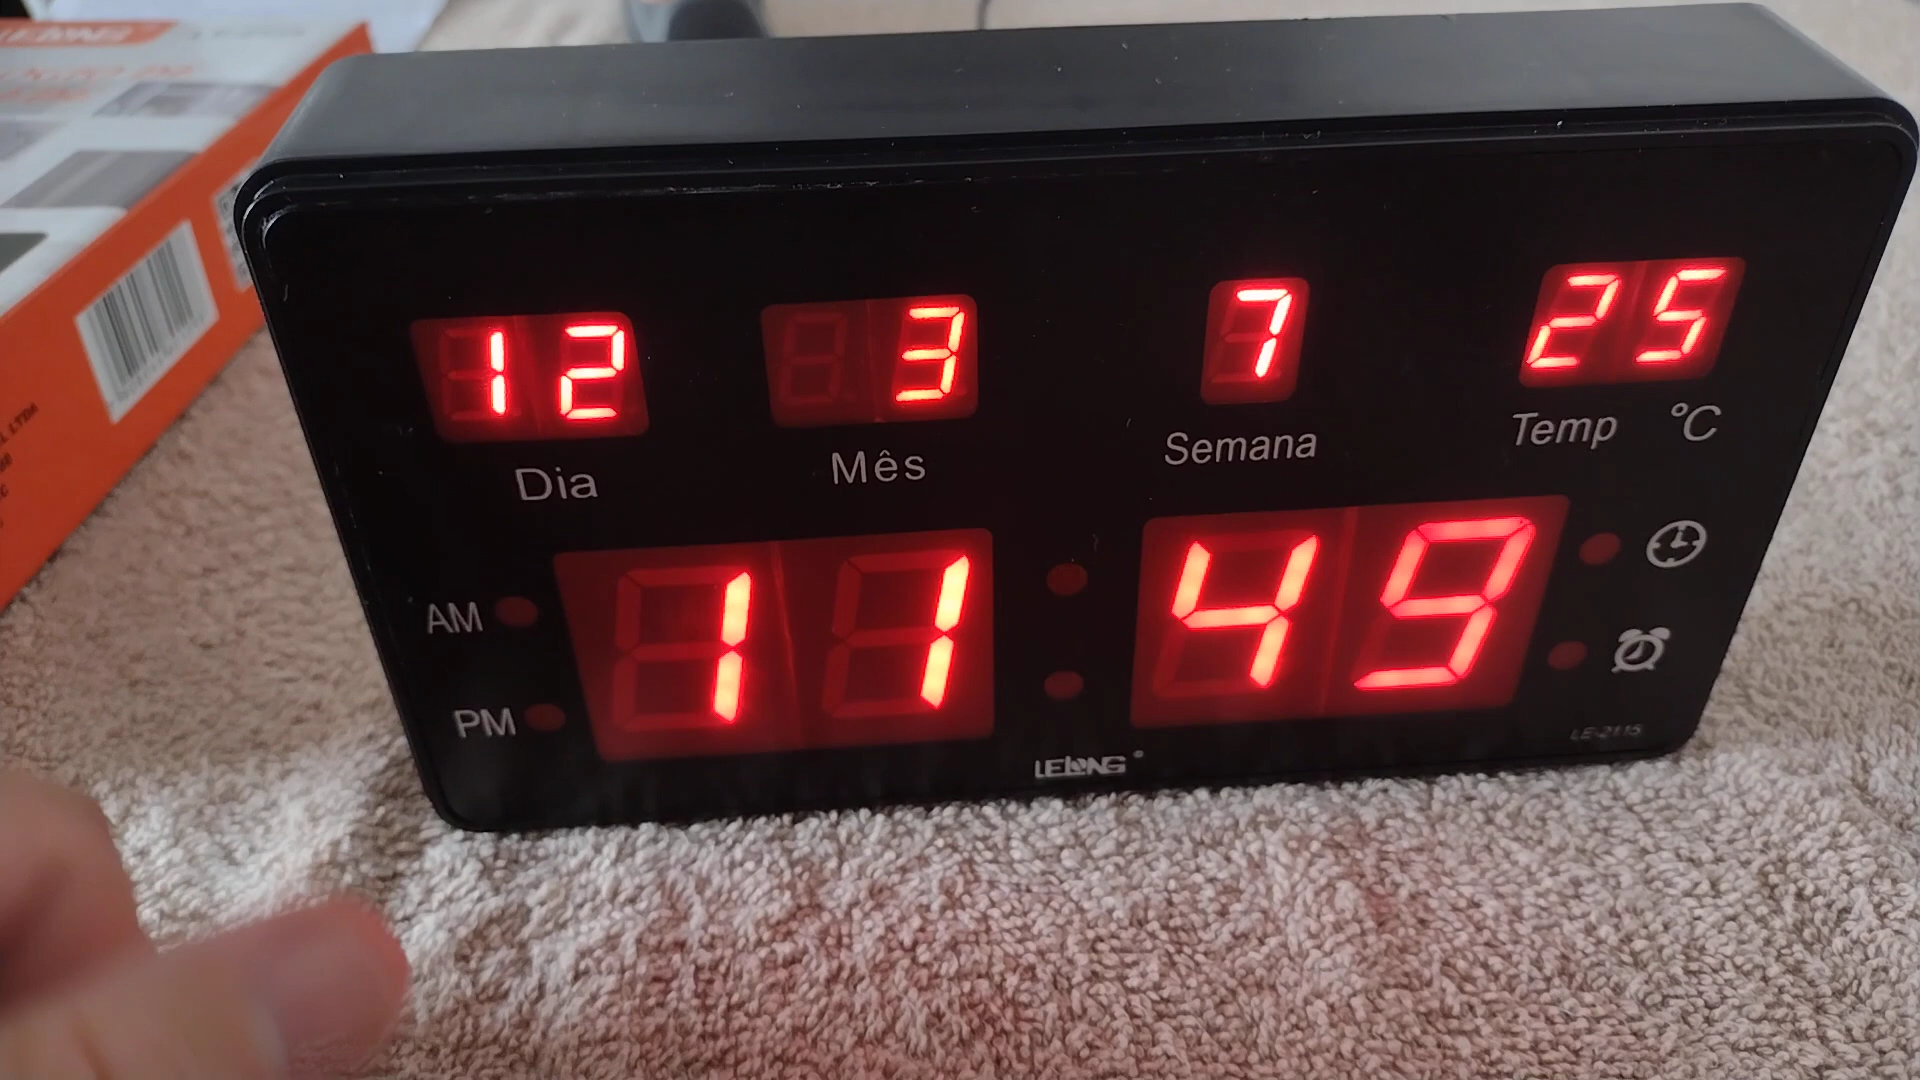 12 3 7 25
Dia Mês Semana Temp °C
AM 11 49
PM
LELONG
LE-2115